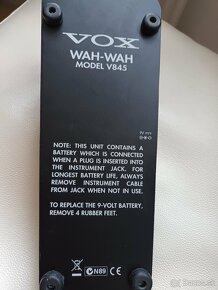 VOX
WAH-WAH
MODEL V845
9V
NOTE: THIS UNIT CONTAINS A
BATTERY WHICH IS CONNECTED
WHEN A PLUG IS INSERTED INTO
THE INSTRUMENT JACK. FOR
LONGEST BATTERY LIFE, ALWAYS
REMOVE INSTRUMENT CABLE
FROM JACK WHEN NOT IN USE.
TO REPLACE THE 9-VOLT BATTERY,
REMOVE 4 RUBBER FEET.
N89 CE